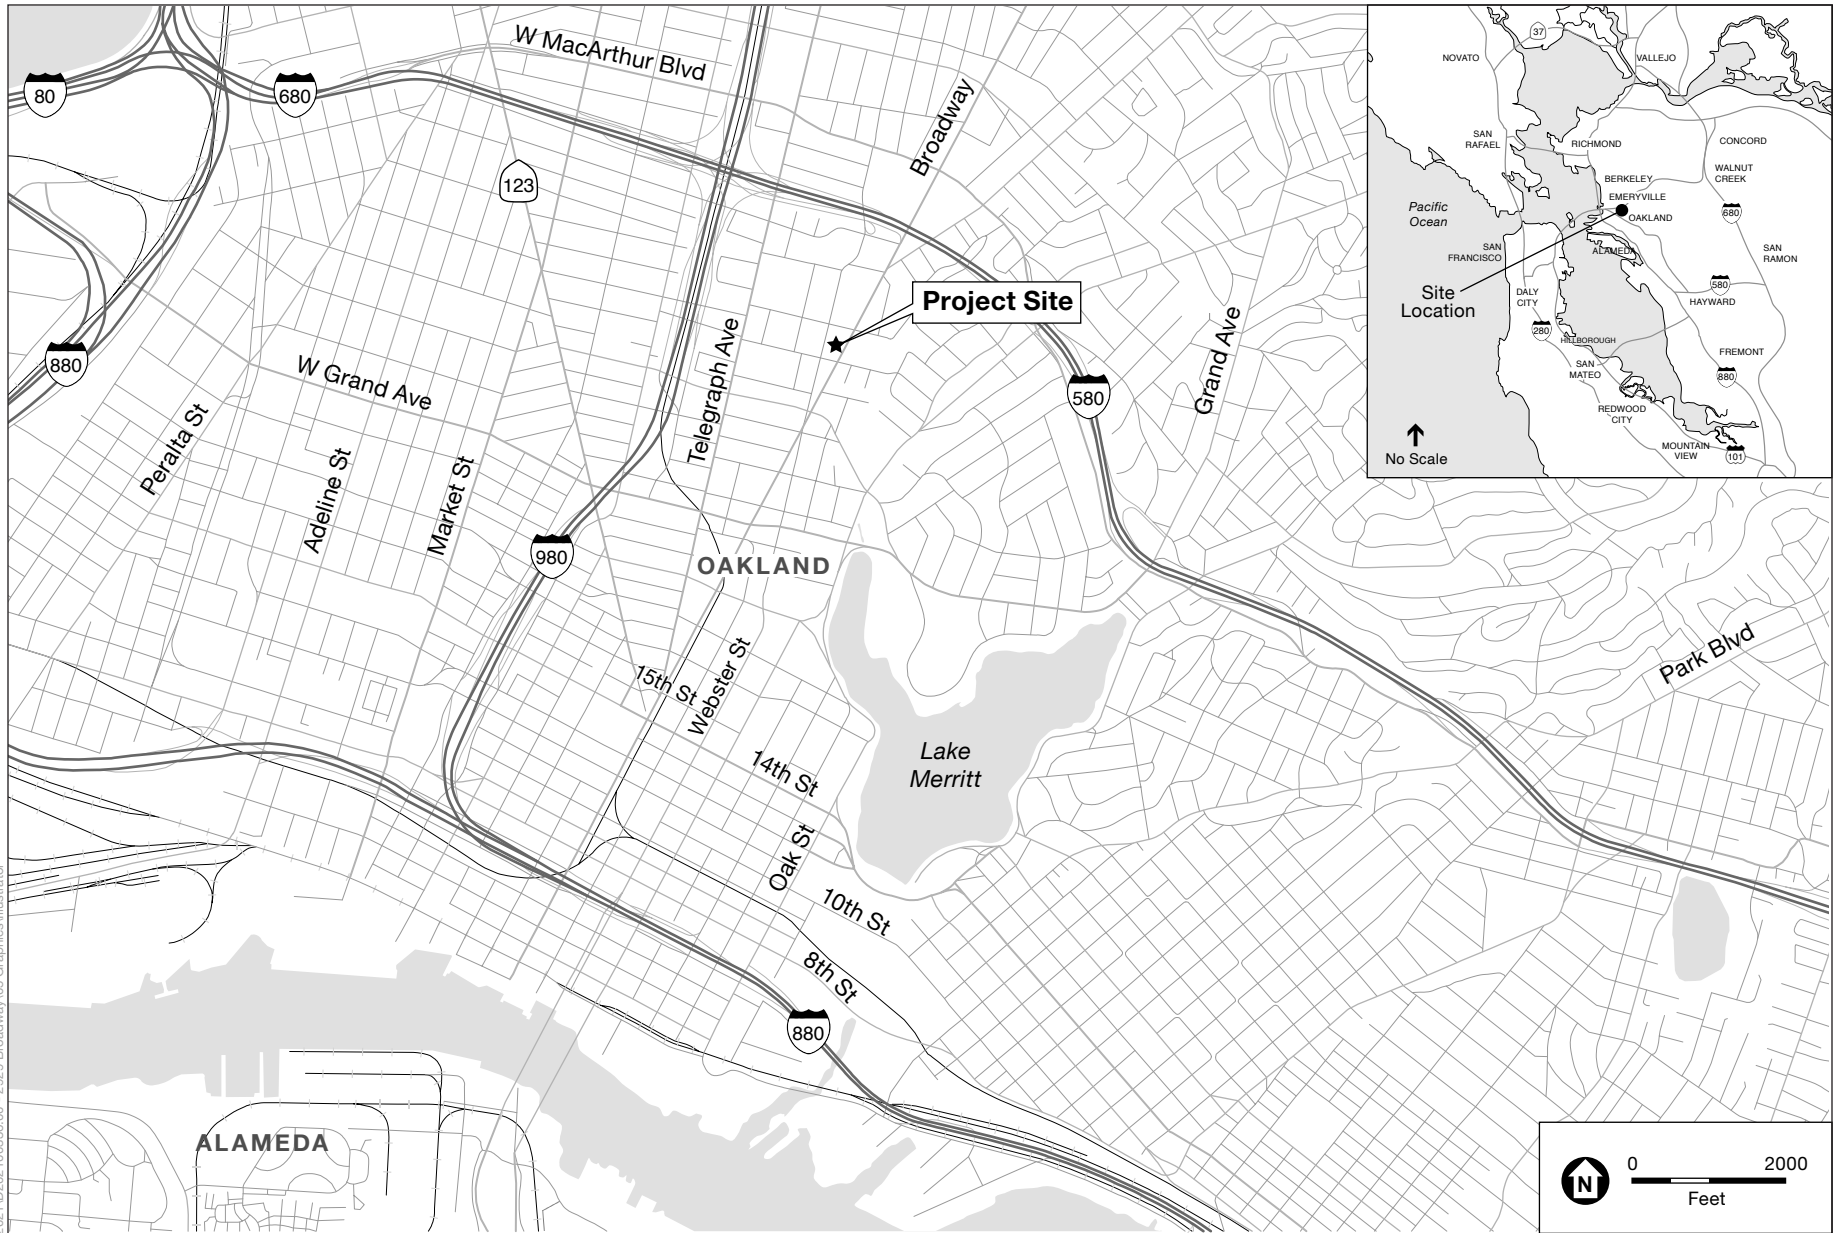 W MacArthur Blvd
80
680
123
Broadway
Project Site
Telegraph Ave
Grand Ave
580
880
W Grand Ave
Peralta St
Adeline St
Market St
980
OAKLAND
15th St
Webster St
Park Blvd
Lake
Merritt
14th St
Oak St
10th St
8th St
880
ALAMEDA
37
NOVATO
VALLEJO
SAN
RAFAEL
RICHMOND
CONCORD
WALNUT
CREEK
BERKELEY
EMERYVILLE
OAKLAND
680
Pacific
Ocean
SAN
FRANCISCO
ALAMEDA
SAN
RAMON
Site
Location
DALY
CITY
580
HAYWARD
280
HILLBOROUGH
FREMONT
SAN
MATEO
880
REDWOOD
CITY
MOUNTAIN
VIEW
101
No Scale
N
0 2000
Feet